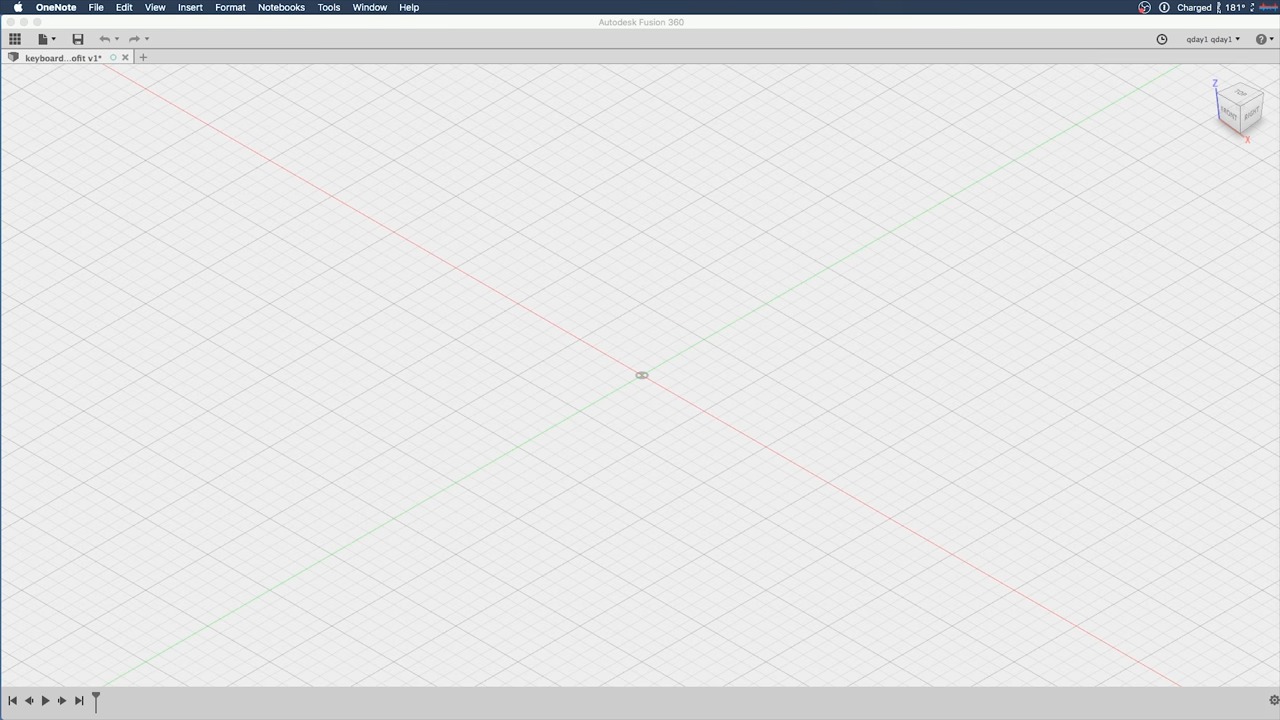 OneNote File Edit View Insert Format Notebooks Tools Window Help Charged 181°
Autodesk Fusion 360
qday1 qday1
keyboard...ofit v1*
Z
TOP
FRONT RIGHT
X